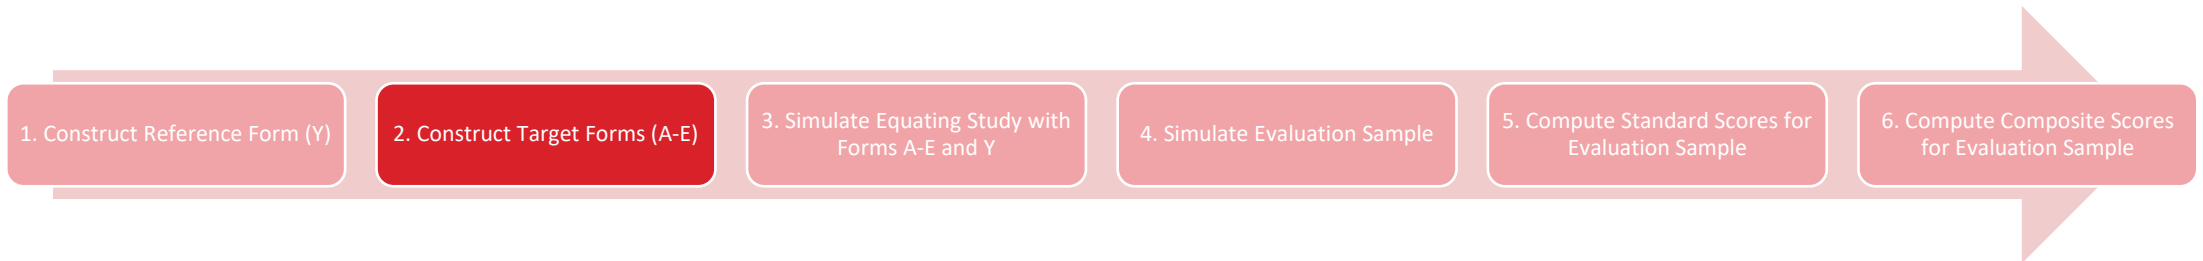 1. Construct Reference Form (Y)
2. Construct Target Forms (A-E)
3. Simulate Equating Study with
Forms A-E and Y
4. Simulate Evaluation Sample
5. Compute Standard Scores for
Evaluation Sample
6. Compute Composite Scores
for Evaluation Sample